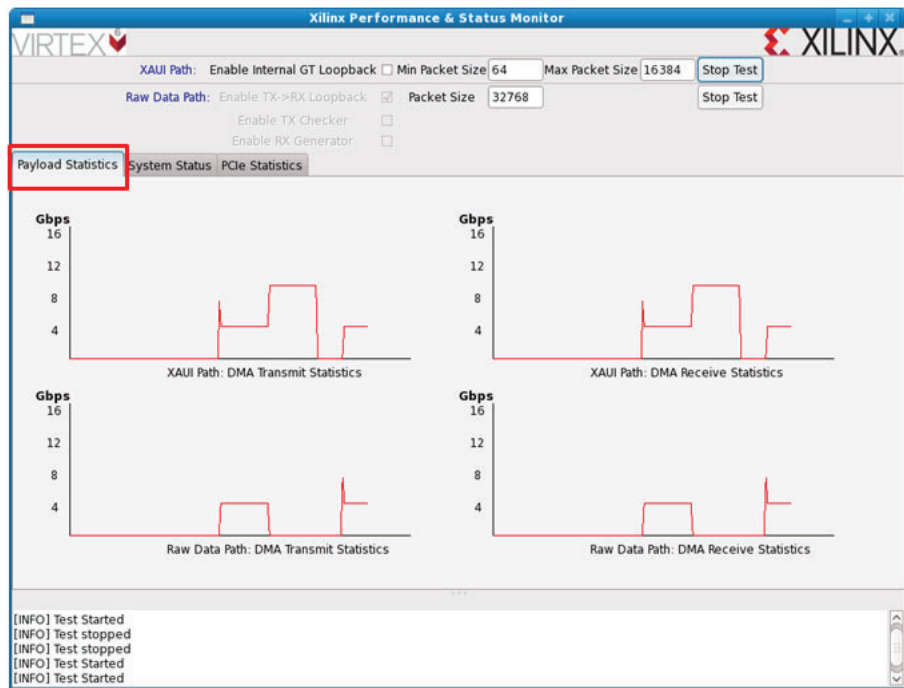 Xilinx Performance & Status Monitor
VIRTEX 6
XILINX.
XAUI Path: Enable Internal GT Loopback Min Packet Size 64 Max Packet Size 16384 Stop Test
Raw Data Path: Enable TX->RX Loopback Packet Size 32768 Stop Test
Enable TX Checker
Enable RX Generator
Payload Statistics System Status PCIe Statistics
Gbps
16
12
8
4
XAUI Path: DMA Transmit Statistics
Gbps
16
12
8
4
XAUI Path: DMA Receive Statistics
Gbps
16
12
8
4
Raw Data Path: DMA Transmit Statistics
Gbps
16
12
8
4
Raw Data Path: DMA Receive Statistics
[INFO] Test Started
[INFO] Test stopped
[INFO] Test stopped
[INFO] Test Started
[INFO] Test Started